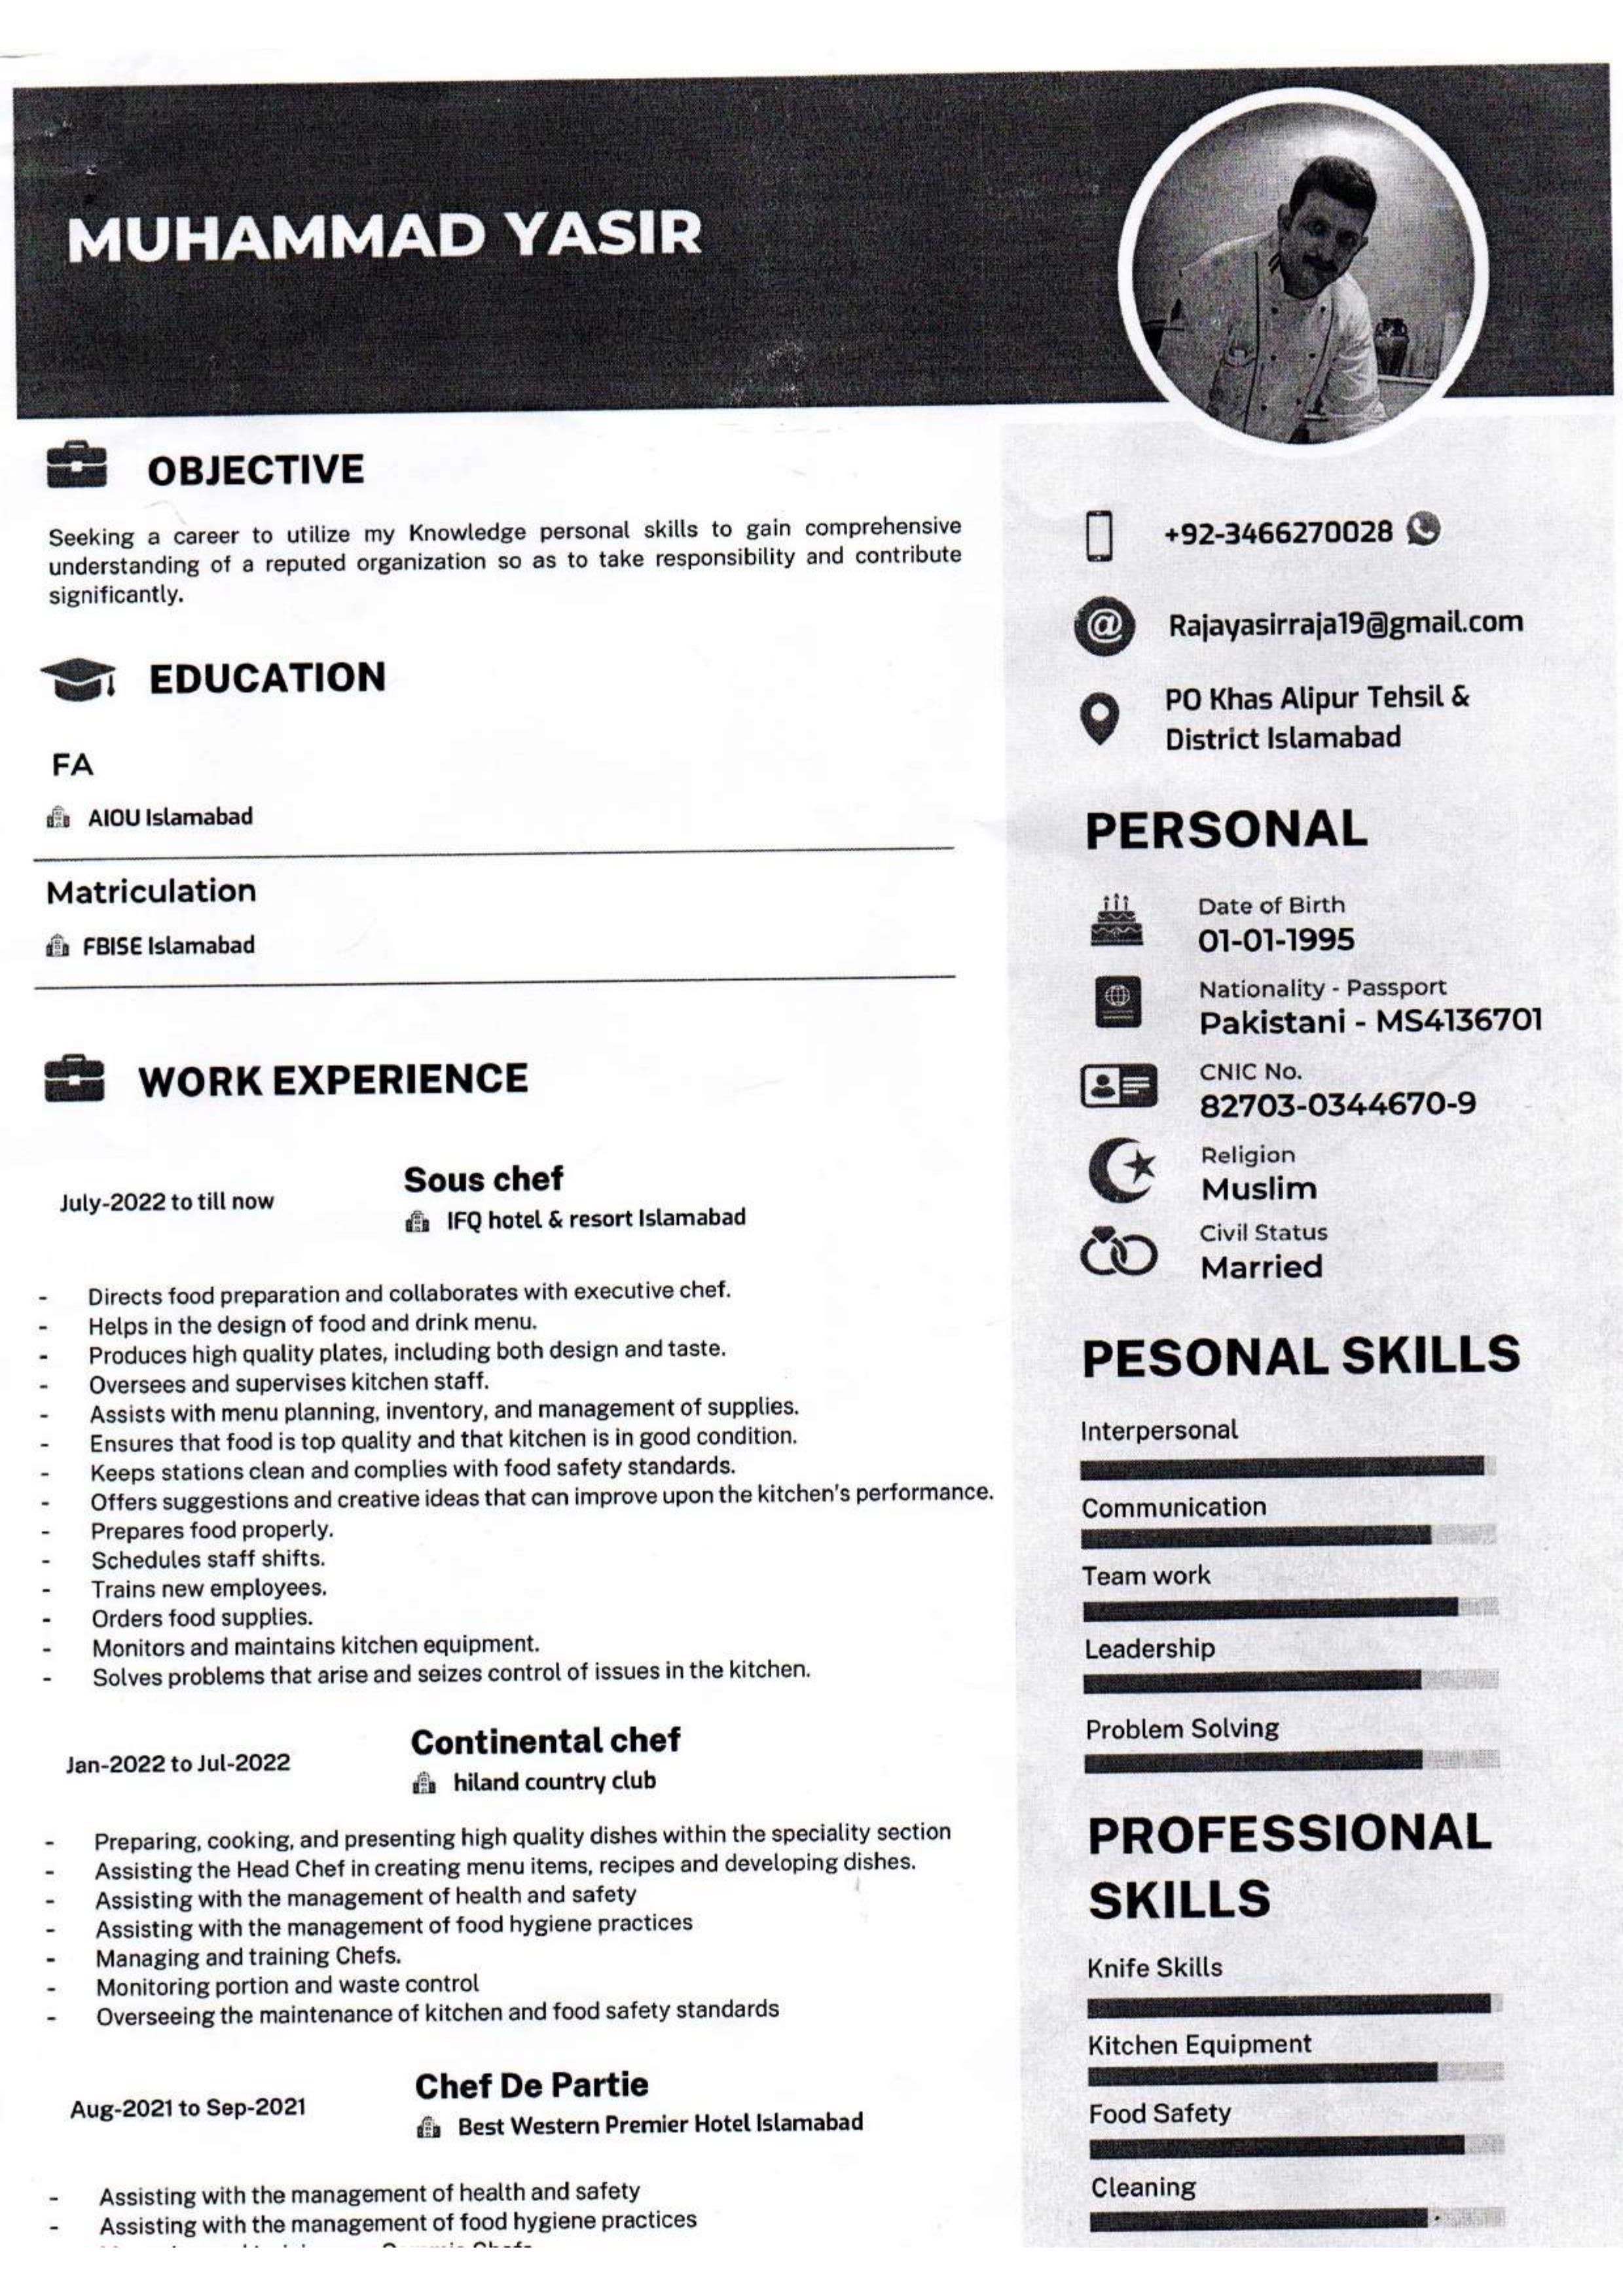 MUHAMMAD YASIR
OBJECTIVE
Seeking a career to utilize my Knowledge personal skills to gain comprehensive
understanding of a reputed organization so as to take responsibility and contribute
significantly.
EDUCATION
FA
AIOU Islamabad
Matriculation
FBISE Islamabad
WORK EXPERIENCE
Sous chef
July-2022 to till now
IFQ hotel & resort Islamabad
- Directs food preparation and collaborates with executive chef.
- Helps in the design of food and drink menu.
- Produces high quality plates, including both design and taste.
- Oversees and supervises kitchen staff.
- Assists with menu planning, inventory, and management of supplies.
- Ensures that food is top quality and that kitchen is in good condition.
- Keeps stations clean and complies with food safety standards.
- Offers suggestions and creative ideas that can improve upon the kitchen's performance.
- Prepares food properly.
- Schedules staff shifts.
- Trains new employees.
- Orders food supplies.
- Monitors and maintains kitchen equipment.
- Solves problems that arise and seizes control of issues in the kitchen.
Continental chef
Jan-2022 to Jul-2022
hiland country club
- Preparing, cooking, and presenting high quality dishes within the speciality section
- Assisting the Head Chef in creating menu items, recipes and developing dishes.
- Assisting with the management of health and safety
- Assisting with the management of food hygiene practices
- Managing and training Chefs.
- Monitoring portion and waste control
- Overseeing the maintenance of kitchen and food safety standards
Chef De Partie
Aug-2021 to Sep-2021
Best Western Premier Hotel Islamabad
- Assisting with the management of health and safety
- Assisting with the management of food hygiene practices
+92-3466270028
@
Rajayasirraja19@gmail.com
PO Khas Alipur Tehsil &
District Islamabad
PERSONAL
Date of Birth
01-01-1995
Nationality - Passport
Pakistani - MS4136701
CNIC No.
82703-0344670-9
Religion
Muslim
Civil Status
Married
PESONAL SKILLS
Interpersonal
Communication
Team work
Leadership
Problem Solving
PROFESSIONAL
SKILLS
Knife Skills
Kitchen Equipment
Food Safety
Cleaning